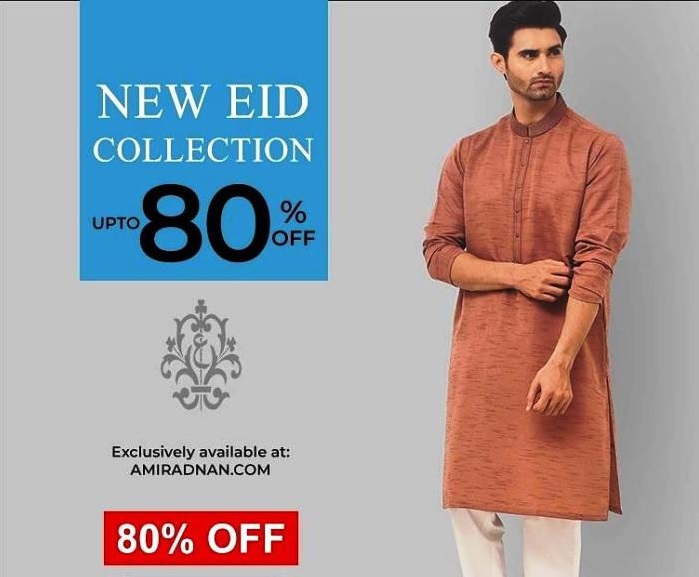 NEW EID
COLLECTION
UPTO 80% OFF
Exclusively available at:
AMIRADNAN.COM
80% OFF